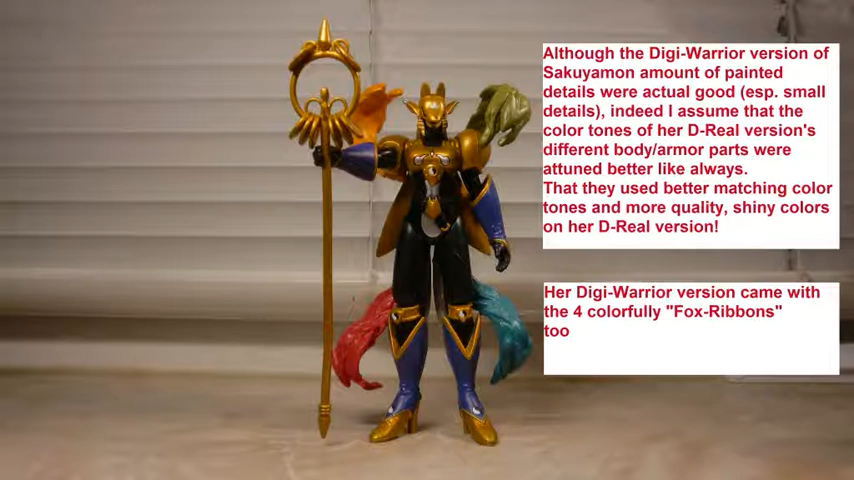 Although the Digi-Warrior version of
Sakuyamon amount of painted
details were actual good (esp. small
details), indeed I assume that the
color tones of her D-Real version's
different body/armor parts were
attuned better like always.
That they used better matching color
tones and more quality, shiny colors
on her D-Real version!
Her Digi-Warrior version came with
the 4 colorfully "Fox-Ribbons"
too